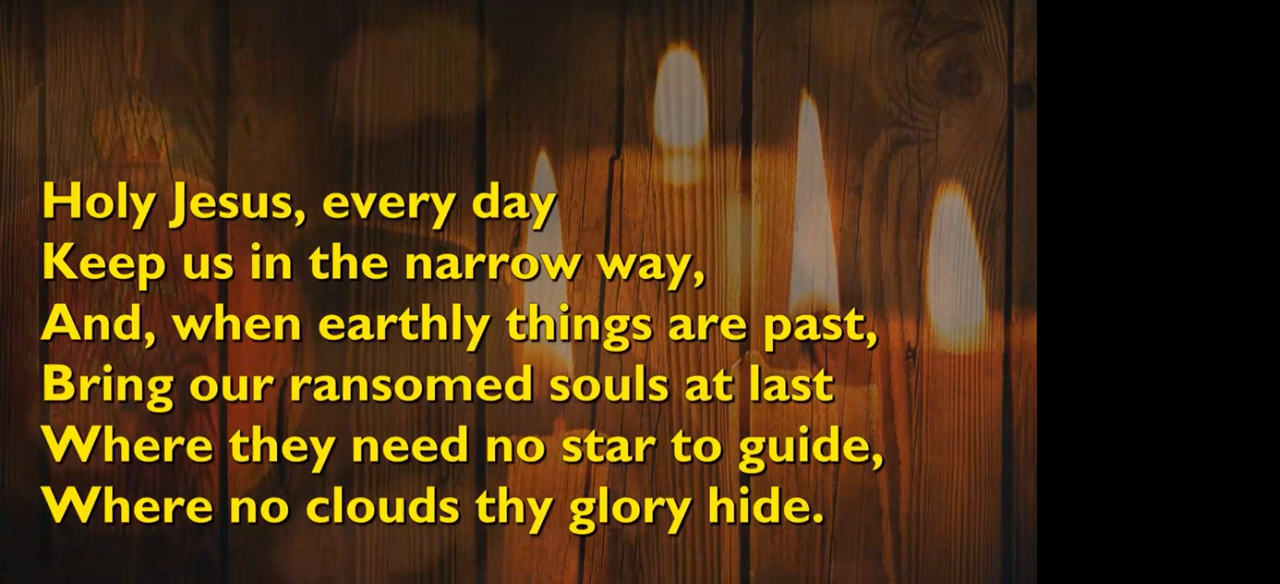 Holy Jesus, every day
Keep us in the narrow way,
And, when earthly things are past,
Bring our ransomed souls at last
Where they need no star to guide,
Where no clouds thy glory hide.